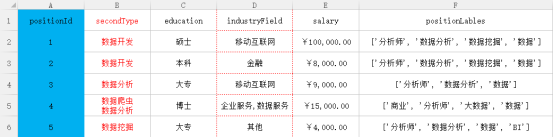 A B C D E F
1 positionId secondType education industryField salary positionLables
2 1 数据开发 硕士 移动互联网 ￥100,000.00 ['分析师', '数据分析', '数据挖掘', '数据']
3 2 数据开发 本科 金融 ￥8,000.00 ['分析师', '数据分析', '数据挖掘', '数据']
4 3 数据分析 大专 移动互联网 ￥9,000.00 ['分析师', '数据分析', '数据']
5 4 数据爬虫 数据分析 博士 企业服务,数据服务 ￥15,000.00 ['商业', '分析师', '大数据', '数据']
6 5 数据挖掘 大专 其他 ￥4,000.00 ['分析师', '数据分析', '数据', 'BI']